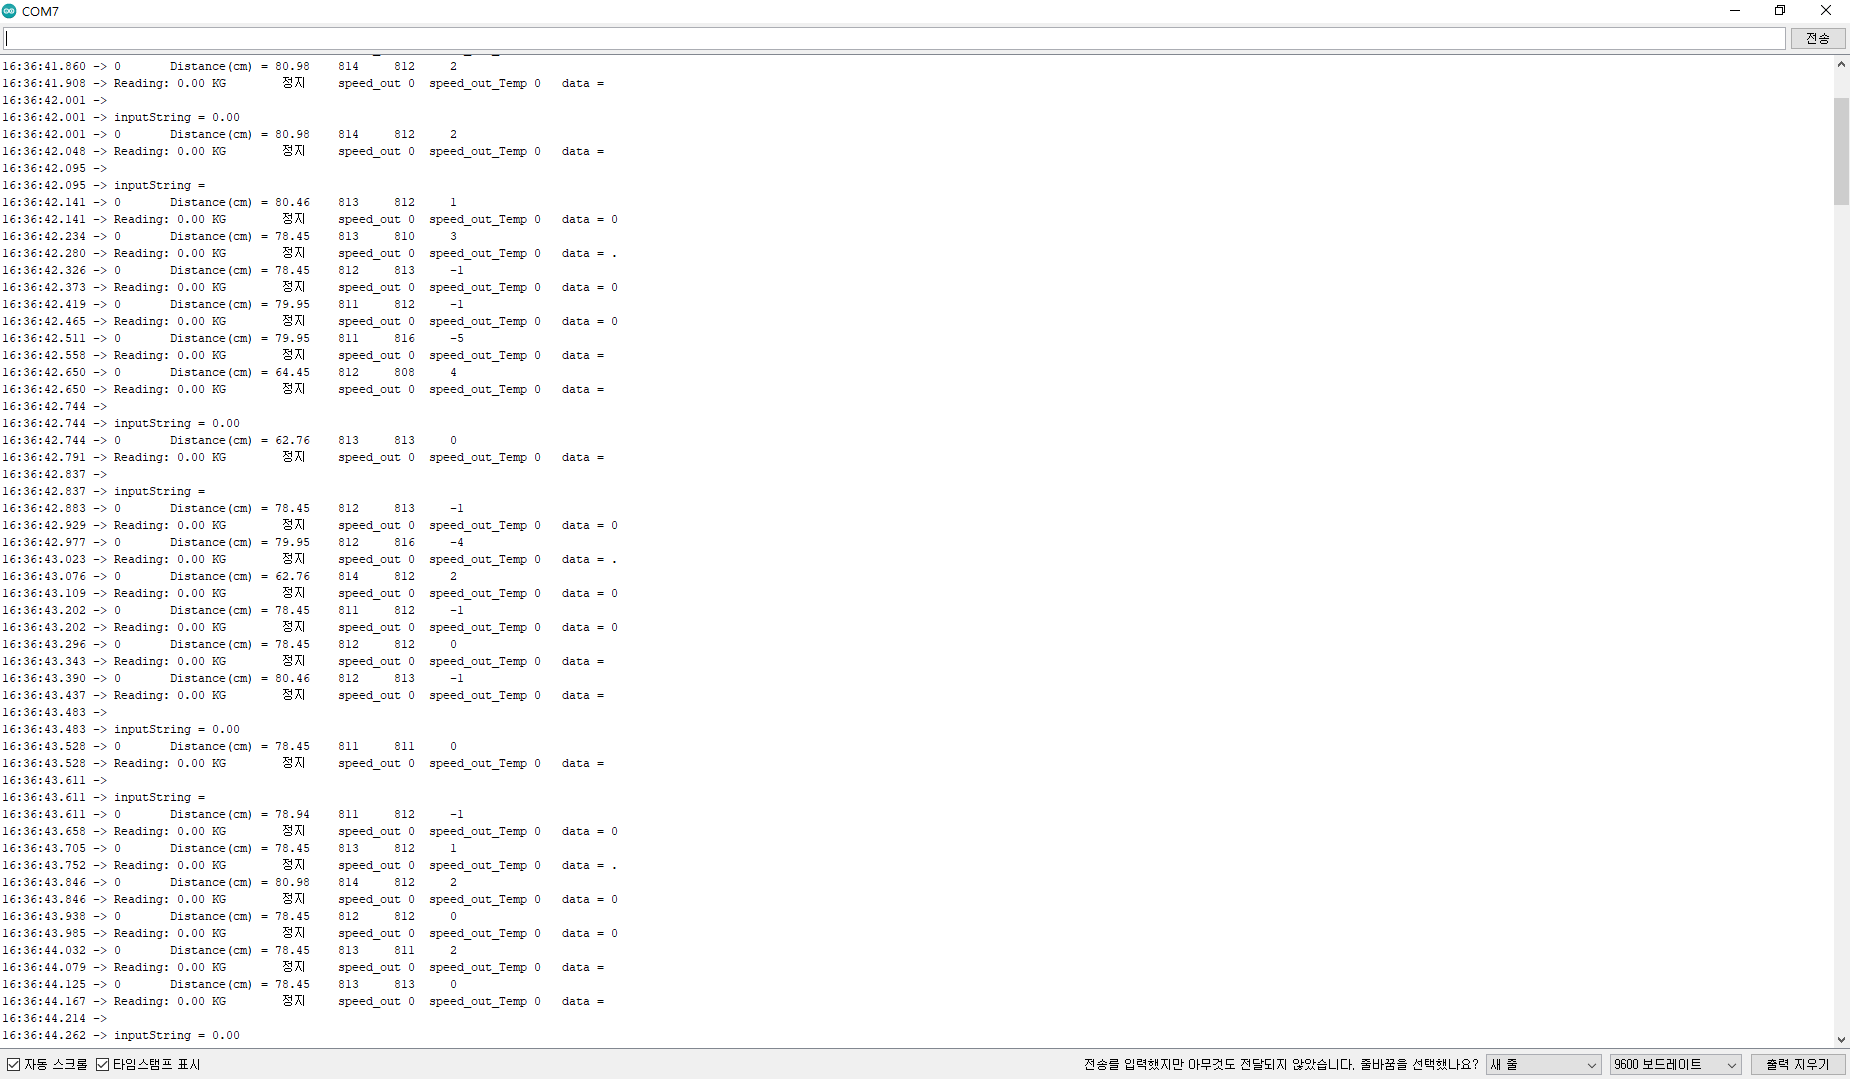 COM7
전송
16:36:41.860 -> 0 Distance(cm) = 80.98 814 812 2
16:36:41.908 -> Reading: 0.00 KG 정지 speed_out 0 speed_out_Temp 0 data =
16:36:42.001 ->
16:36:42.001 -> inputString = 0.00
16:36:42.001 -> 0 Distance(cm) = 80.98 814 812 2
16:36:42.048 -> Reading: 0.00 KG 정지 speed_out 0 speed_out_Temp 0 data =
16:36:42.095 ->
16:36:42.095 -> inputString =
16:36:42.141 -> 0 Distance(cm) = 80.46 813 812 1
16:36:42.141 -> Reading: 0.00 KG 정지 speed_out 0 speed_out_Temp 0 data = 0
16:36:42.234 -> 0 Distance(cm) = 78.45 813 810 3
16:36:42.280 -> Reading: 0.00 KG 정지 speed_out 0 speed_out_Temp 0 data = .
16:36:42.326 -> 0 Distance(cm) = 78.45 812 813 -1
16:36:42.373 -> Reading: 0.00 KG 정지 speed_out 0 speed_out_Temp 0 data = 0
16:36:42.419 -> 0 Distance(cm) = 79.95 811 812 -1
16:36:42.465 -> Reading: 0.00 KG 정지 speed_out 0 speed_out_Temp 0 data = 0
16:36:42.511 -> 0 Distance(cm) = 79.95 811 816 -5
16:36:42.558 -> Reading: 0.00 KG 정지 speed_out 0 speed_out_Temp 0 data =
16:36:42.650 -> 0 Distance(cm) = 64.45 812 808 4
16:36:42.650 -> Reading: 0.00 KG 정지 speed_out 0 speed_out_Temp 0 data =
16:36:42.744 ->
16:36:42.744 -> inputString = 0.00
16:36:42.744 -> 0 Distance(cm) = 62.76 813 813 0
16:36:42.791 -> Reading: 0.00 KG 정지 speed_out 0 speed_out_Temp 0 data =
16:36:42.837 ->
16:36:42.837 -> inputString =
16:36:42.883 -> 0 Distance(cm) = 78.45 812 813 -1
16:36:42.929 -> Reading: 0.00 KG 정지 speed_out 0 speed_out_Temp 0 data = 0
16:36:42.977 -> 0 Distance(cm) = 79.95 812 816 -4
16:36:43.023 -> Reading: 0.00 KG 정지 speed_out 0 speed_out_Temp 0 data = .
16:36:43.076 -> 0 Distance(cm) = 62.76 814 812 2
16:36:43.109 -> Reading: 0.00 KG 정지 speed_out 0 speed_out_Temp 0 data = 0
16:36:43.202 -> 0 Distance(cm) = 78.45 811 812 -1
16:36:43.202 -> Reading: 0.00 KG 정지 speed_out 0 speed_out_Temp 0 data = 0
16:36:43.296 -> 0 Distance(cm) = 78.45 812 812 0
16:36:43.343 -> Reading: 0.00 KG 정지 speed_out 0 speed_out_Temp 0 data =
16:36:43.390 -> 0 Distance(cm) = 80.46 812 813 -1
16:36:43.437 -> Reading: 0.00 KG 정지 speed_out 0 speed_out_Temp 0 data =
16:36:43.483 ->
16:36:43.483 -> inputString = 0.00
16:36:43.528 -> 0 Distance(cm) = 78.45 811 811 0
16:36:43.528 -> Reading: 0.00 KG 정지 speed_out 0 speed_out_Temp 0 data =
16:36:43.611 ->
16:36:43.611 -> inputString =
16:36:43.611 -> 0 Distance(cm) = 78.94 811 812 -1
16:36:43.658 -> Reading: 0.00 KG 정지 speed_out 0 speed_out_Temp 0 data = 0
16:36:43.705 -> 0 Distance(cm) = 78.45 813 812 1
16:36:43.752 -> Reading: 0.00 KG 정지 speed_out 0 speed_out_Temp 0 data = .
16:36:43.846 -> 0 Distance(cm) = 80.98 814 812 2
16:36:43.846 -> Reading: 0.00 KG 정지 speed_out 0 speed_out_Temp 0 data = 0
16:36:43.938 -> 0 Distance(cm) = 78.45 812 812 0
16:36:43.985 -> Reading: 0.00 KG 정지 speed_out 0 speed_out_Temp 0 data = 0
16:36:44.032 -> 0 Distance(cm) = 78.45 813 811 2
16:36:44.079 -> Reading: 0.00 KG 정지 speed_out 0 speed_out_Temp 0 data =
16:36:44.125 -> 0 Distance(cm) = 78.45 813 813 0
16:36:44.167 -> Reading: 0.00 KG 정지 speed_out 0 speed_out_Temp 0 data =
16:36:44.214 ->
16:36:44.262 -> inputString = 0.00
자동 스크롤 타임스탬프 표시 전송를 입력했지만 아무것도 전달되지 않았습니다. 줄바꿈을 선택했나요? 새 줄 9600 보드레이트 출력 지우기